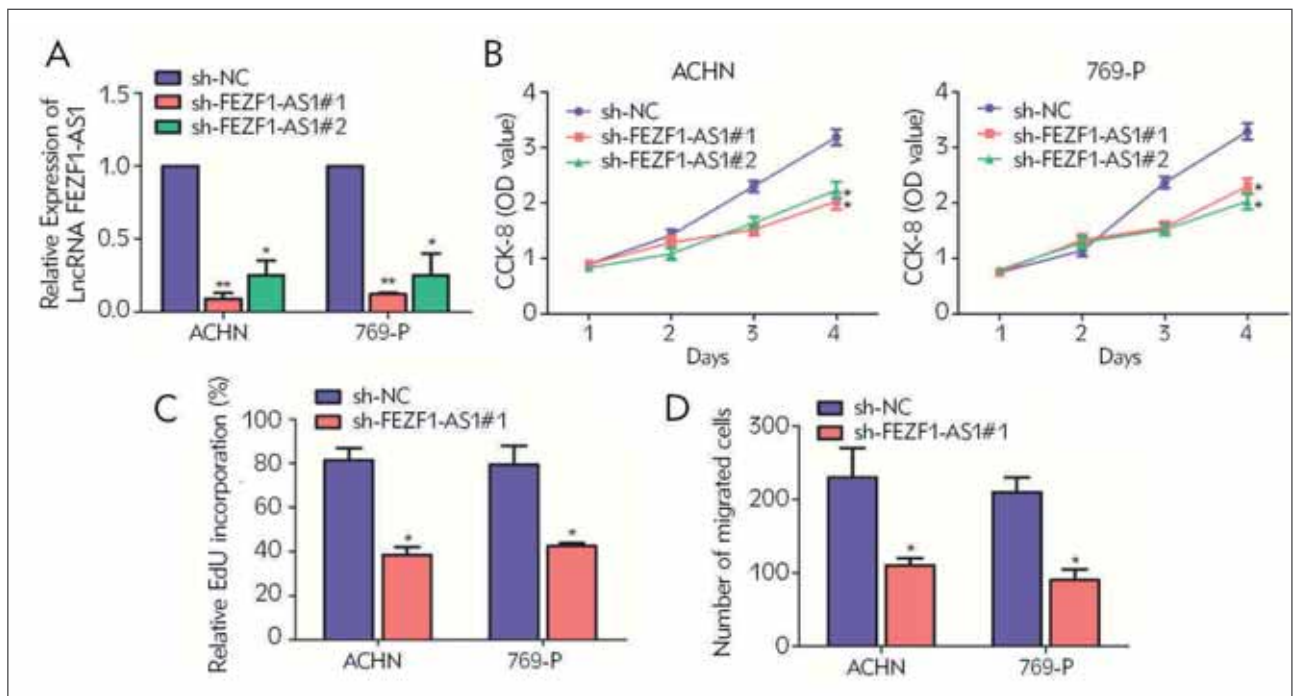 A
sh-NC
sh-FEZF1-AS1#1
sh-FEZF1-AS1#2
Relative Expression of
LncRNA FEZF1-AS1
1.5
1.0
0.5
0.0
**
*
**
*
ACHN
769-P
B
ACHN
CCK-8 (OD value)
4
3
2
1
0
sh-NC
sh-FEZF1-AS1#1
sh-FEZF1-AS1#2
*
*
1 2 3 4
Days
769-P
CCK-8 (OD value)
4
3
2
1
0
sh-NC
sh-FEZF1-AS1#1
sh-FEZF1-AS1#2
*
*
1 2 3 4
Days
C
sh-NC
sh-FEZF1-AS1#1
Relative EdU incorporation (%)
100
80
60
40
20
0
*
*
ACHN
769-P
D
sh-NC
sh-FEZF1-AS1#1
Number of migrated cells
300
200
100
0
*
*
ACHN
769-P